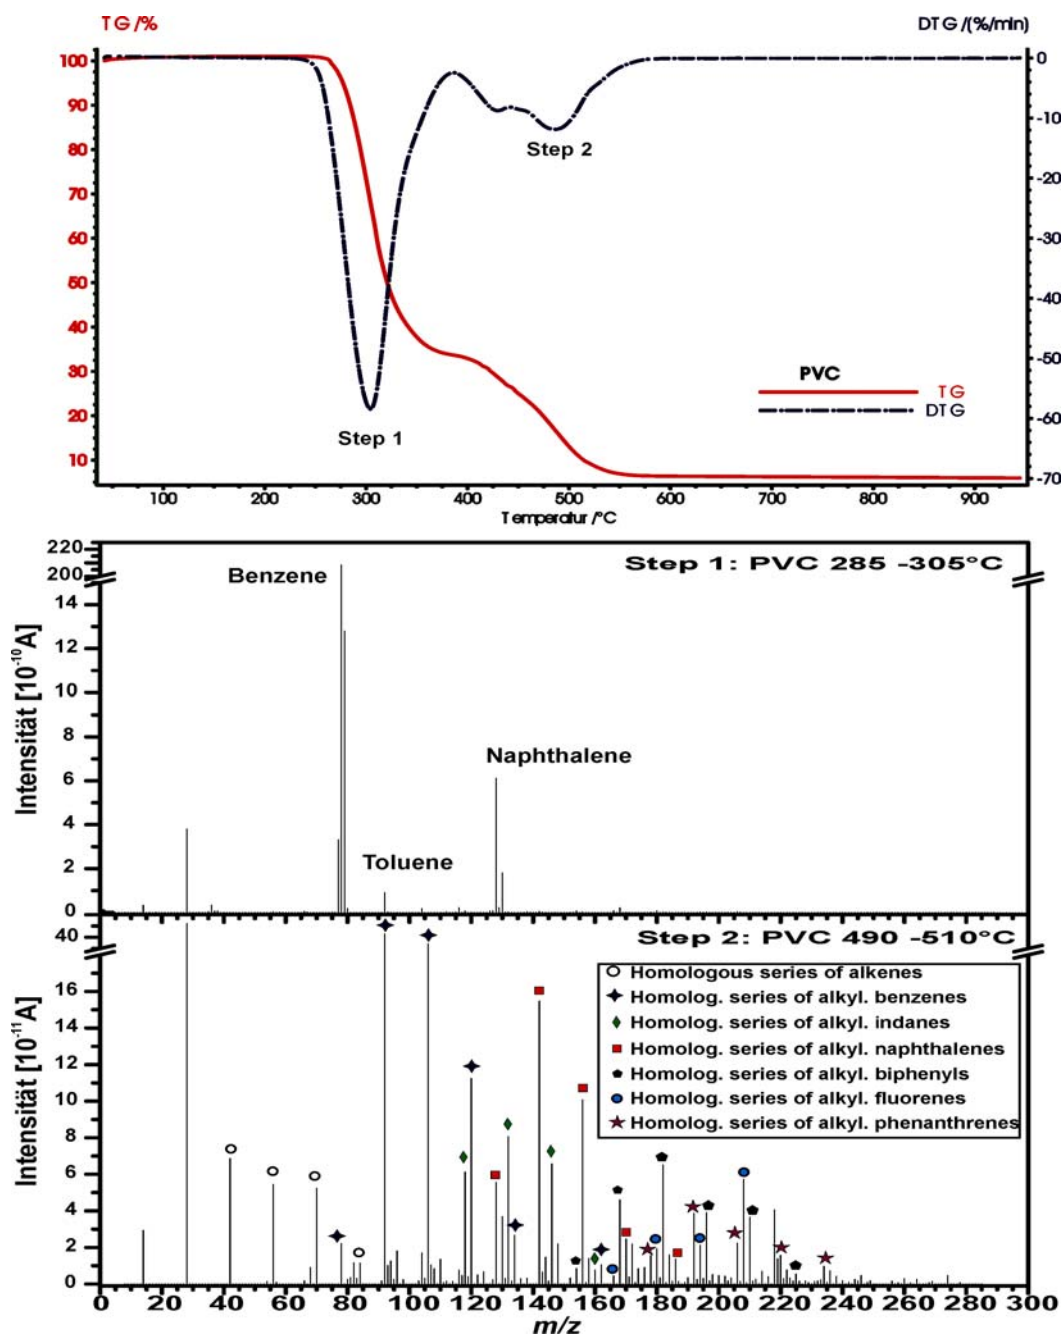 TG /%
DTG /(%/min)
100
90
80
70
60
50
40
30
20
10
0
-10
-20
-30
-40
-50
-60
-70
Step 2
Step 1
PVC
TG
DTG
100 200 300 400 500 600 700 800 900
Temperatur /°C
Step 1: PVC 285 -305°C
220
200
14
12
10
8
6
4
2
0
Intensität [10⁻¹⁰A]
Benzene
Naphthalene
Toluene
Step 2: PVC 490 -510°C
40
16
14
12
10
8
6
4
2
0
Intensität [10⁻¹¹A]
Homologous series of alkenes
Homolog. series of alkyl. benzenes
Homolog. series of alkyl. indanes
Homolog. series of alkyl. naphthalenes
Homolog. series of alkyl. biphenyls
Homolog. series of alkyl. fluorenes
Homolog. series of alkyl. phenanthrenes
0 20 40 60 80 100 120 140 160 180 200 220 240 260 280 300
m/z